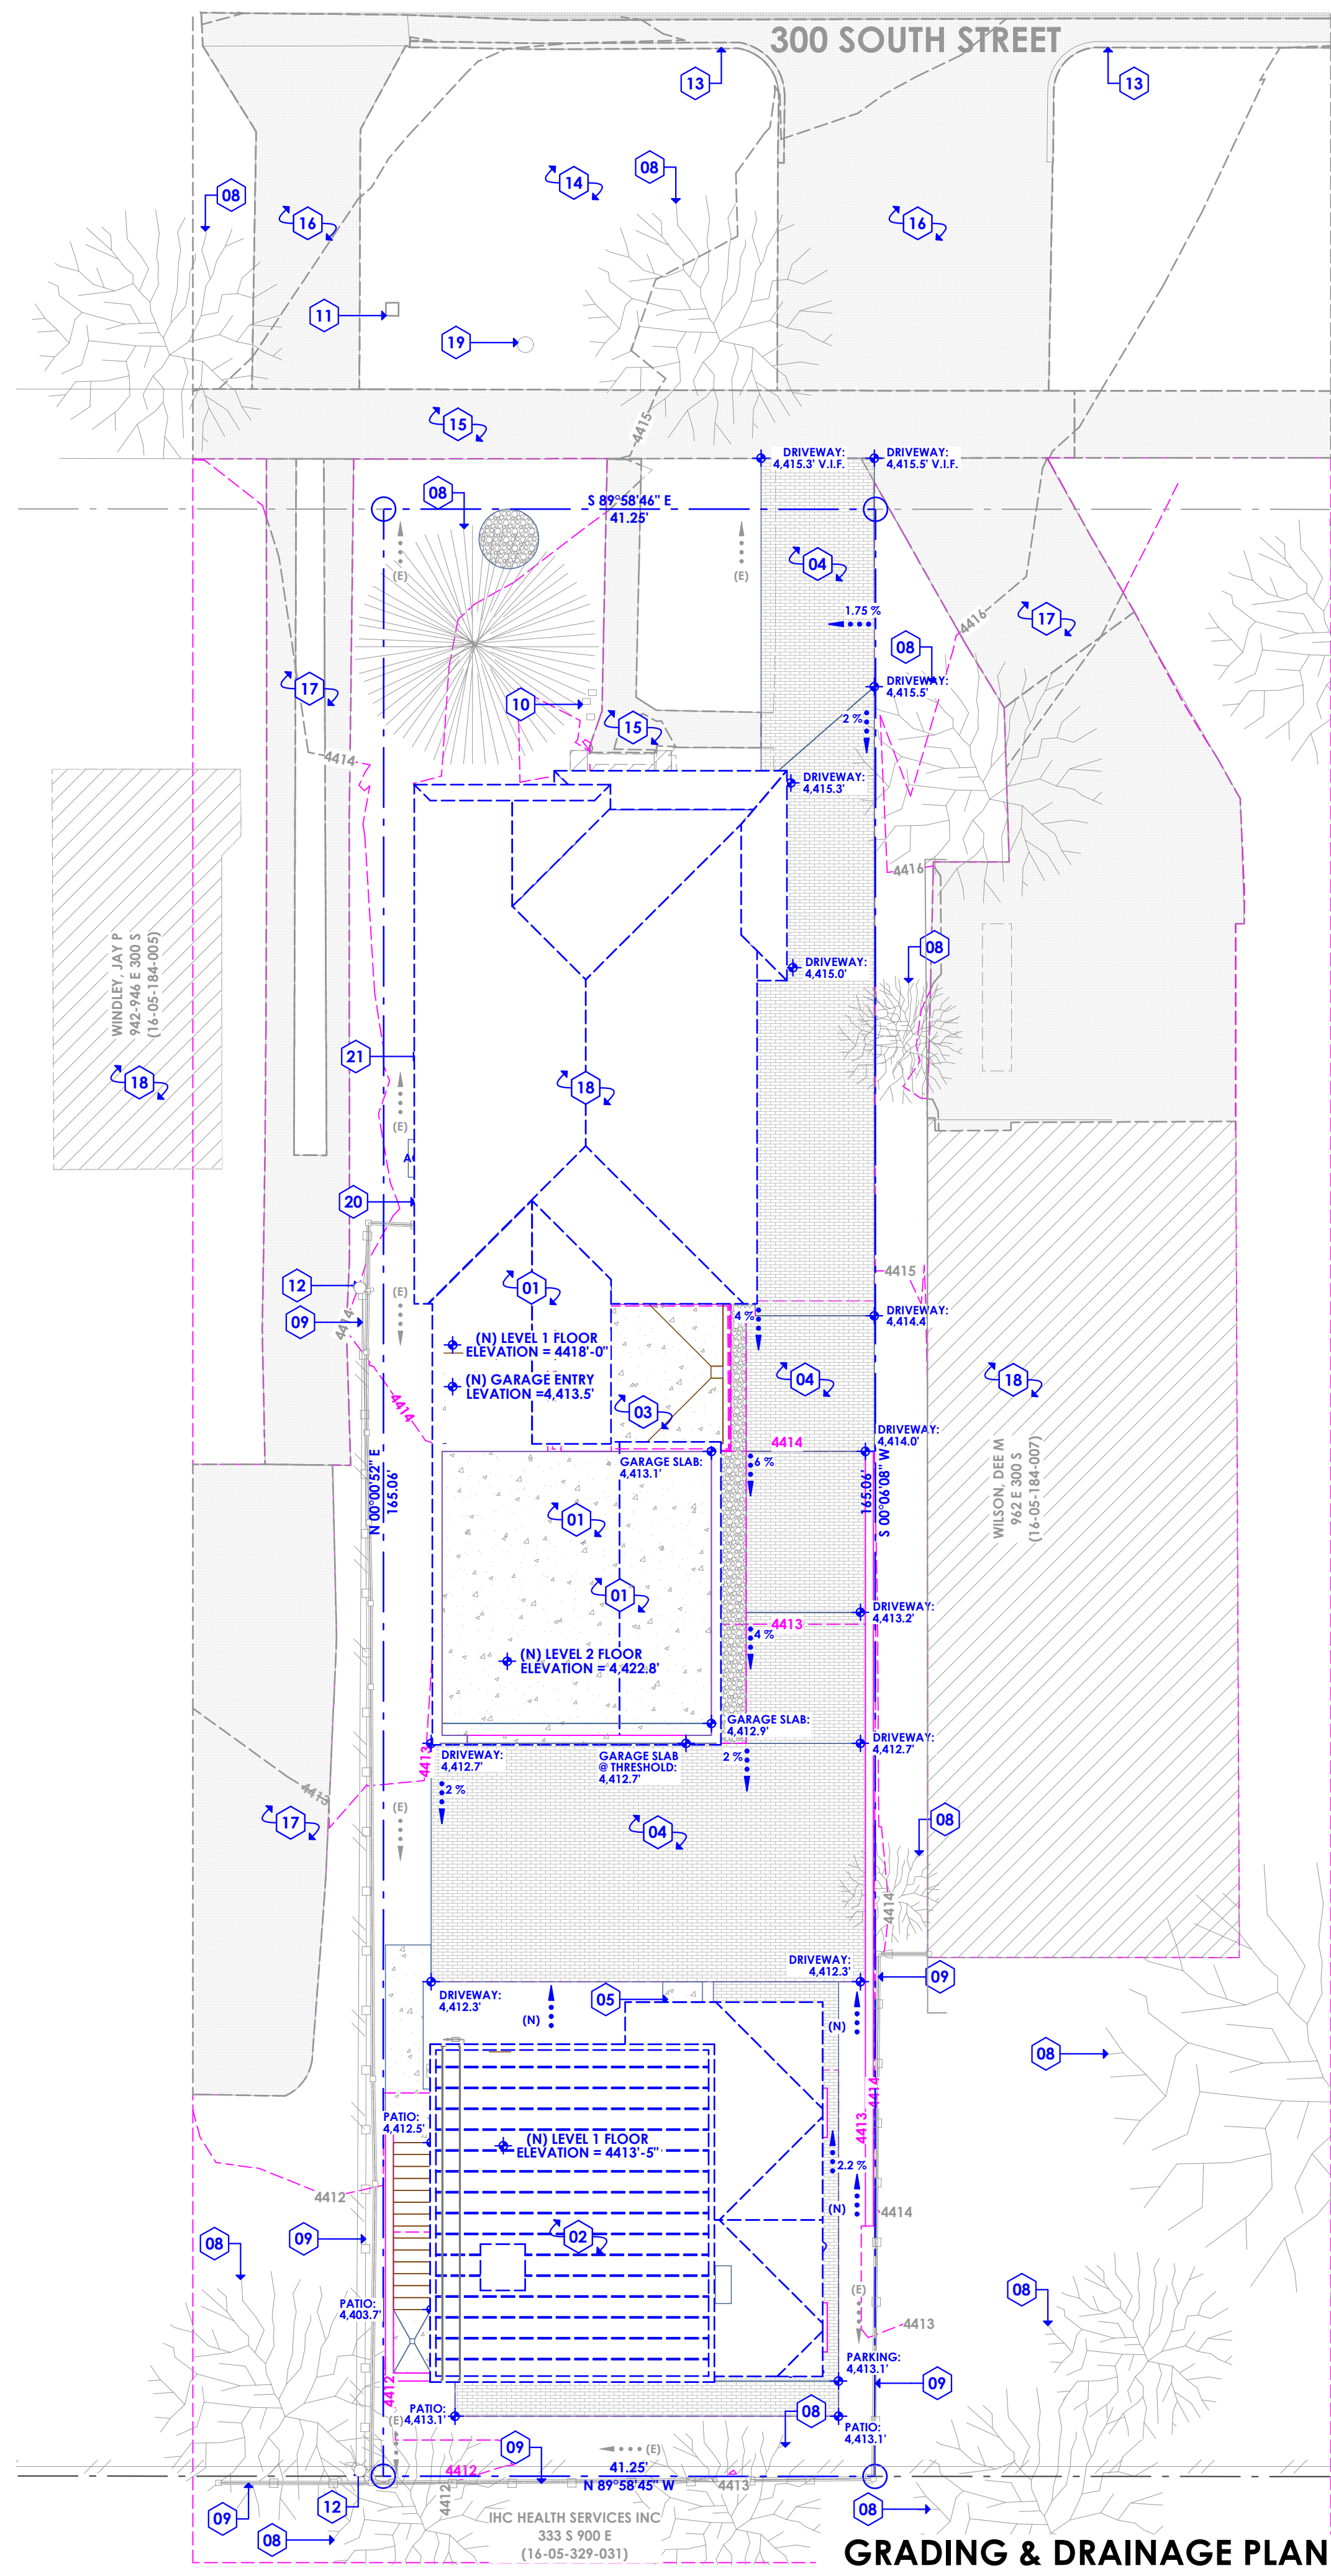 300 SOUTH STREET
13
13
08
08
14
16
16
11
19
15
4415
DRIVEWAY:
4,415.3' V.I.F.
DRIVEWAY:
4,415.5' V.I.F.
08
S 89°58'46" E
41.25'
(E)
(E)
04
1.75 %
4416
17
08
17
DRIVEWAY:
4,415.5'
10
15
2 %
4414
DRIVEWAY:
4,415.3'
4416
08
DRIVEWAY:
4,415.0'
WINDLEY, JAY P
942-946 E 300 S
(16-05-184-005)
21
18
18
(E)
A
20
4415
12
(E)
01
09
4414
4 %
DRIVEWAY:
4,414.4
(N) LEVEL 1 FLOOR
ELEVATION = 4418'-0"
(N) GARAGE ENTRY
LEVATION =4,413.5'
04
18
4414
03
DRIVEWAY:
4,414.0'
4414
GARAGE SLAB:
4,413.1'
6 %
N 00°00'52" E
165.06'
165.06'
S 00°06'08" W
WILSON, DEE M
962 E 300 S
(16-05-184-007)
01
01
DRIVEWAY:
4,413.2'
4413
4 %
(N) LEVEL 2 FLOOR
ELEVATION = 4,422.8'
GARAGE SLAB:
4,412.9'
DRIVEWAY:
4,412.7'
4413
DRIVEWAY:
4,412.7'
GARAGE SLAB
@ THRESHOLD:
4,412.7'
2 %
2 %
4413
(E)
17
04
08
4414
DRIVEWAY:
4,412.3'
09
DRIVEWAY:
4,412.3'
05
(N)
(N)
08
4414
4413
PATIO:
4,412.5'
(N) LEVEL 1 FLOOR
ELEVATION = 4413'-5"
2.2 %
4412
(N)
4414
08
09
02
08
(E)
PATIO:
4,403.7'
4413
PARKING:
4,413.1'
09
4412
PATIO:
4,413.1'
08
PATIO:
4,413.1'
(E)
09
(E)
4412
41.25'
N 89°58'45" W
4413
4412
09
12
08
08
IHC HEALTH SERVICES INC
333 S 900 E
(16-05-329-031)
GRADING & DRAINAGE PLAN